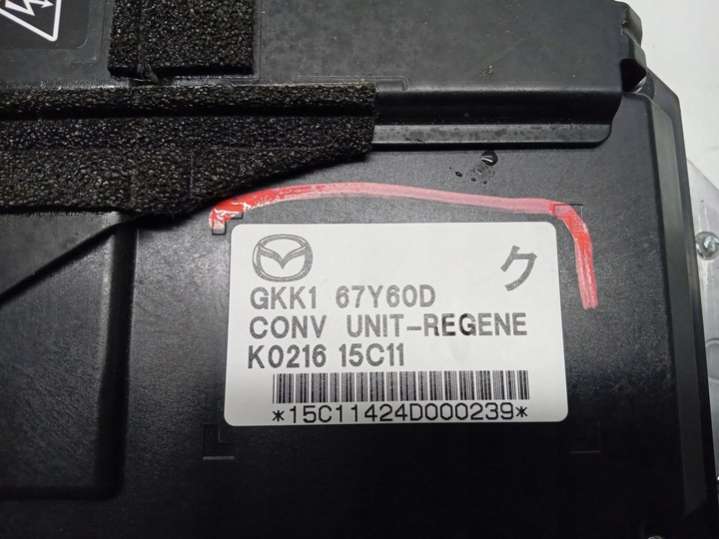 ク
GKK1 67Y60D
CONV UNIT-REGENE
K0216 15C11
*15C11424D000239*